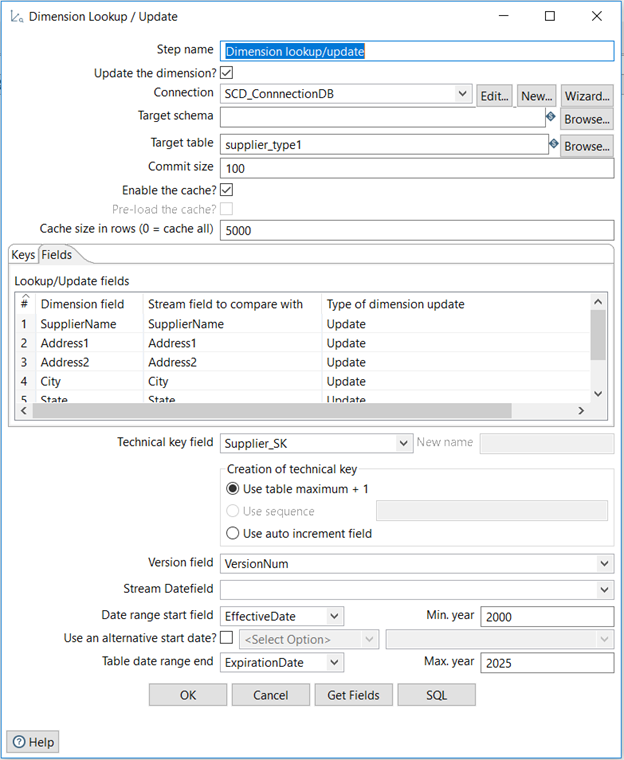 Dimension Lookup / Update
Step name Dimension lookup/update
Update the dimension?
Connection SCD_ConnnectionDB Edit... New... Wizard...
Target schema Browse...
Target table supplier_type1 Browse...
Commit size 100
Enable the cache?
Pre-load the cache?
Cache size in rows (0 = cache all) 5000
Keys Fields
Lookup/Update fields
# Dimension field Stream field to compare with Type of dimension update
1 SupplierName SupplierName Update
2 Address1 Address1 Update
3 Address2 Address2 Update
4 City City Update
5 State State Update
Technical key field Supplier_SK New name
Creation of technical key
Use table maximum + 1
Use sequence
Use auto increment field
Version field VersionNum
Stream Datefield
Date range start field EffectiveDate Min. year 2000
Use an alternative start date? <Select Option>
Table date range end ExpirationDate Max. year 2025
OK Cancel Get Fields SQL
Help